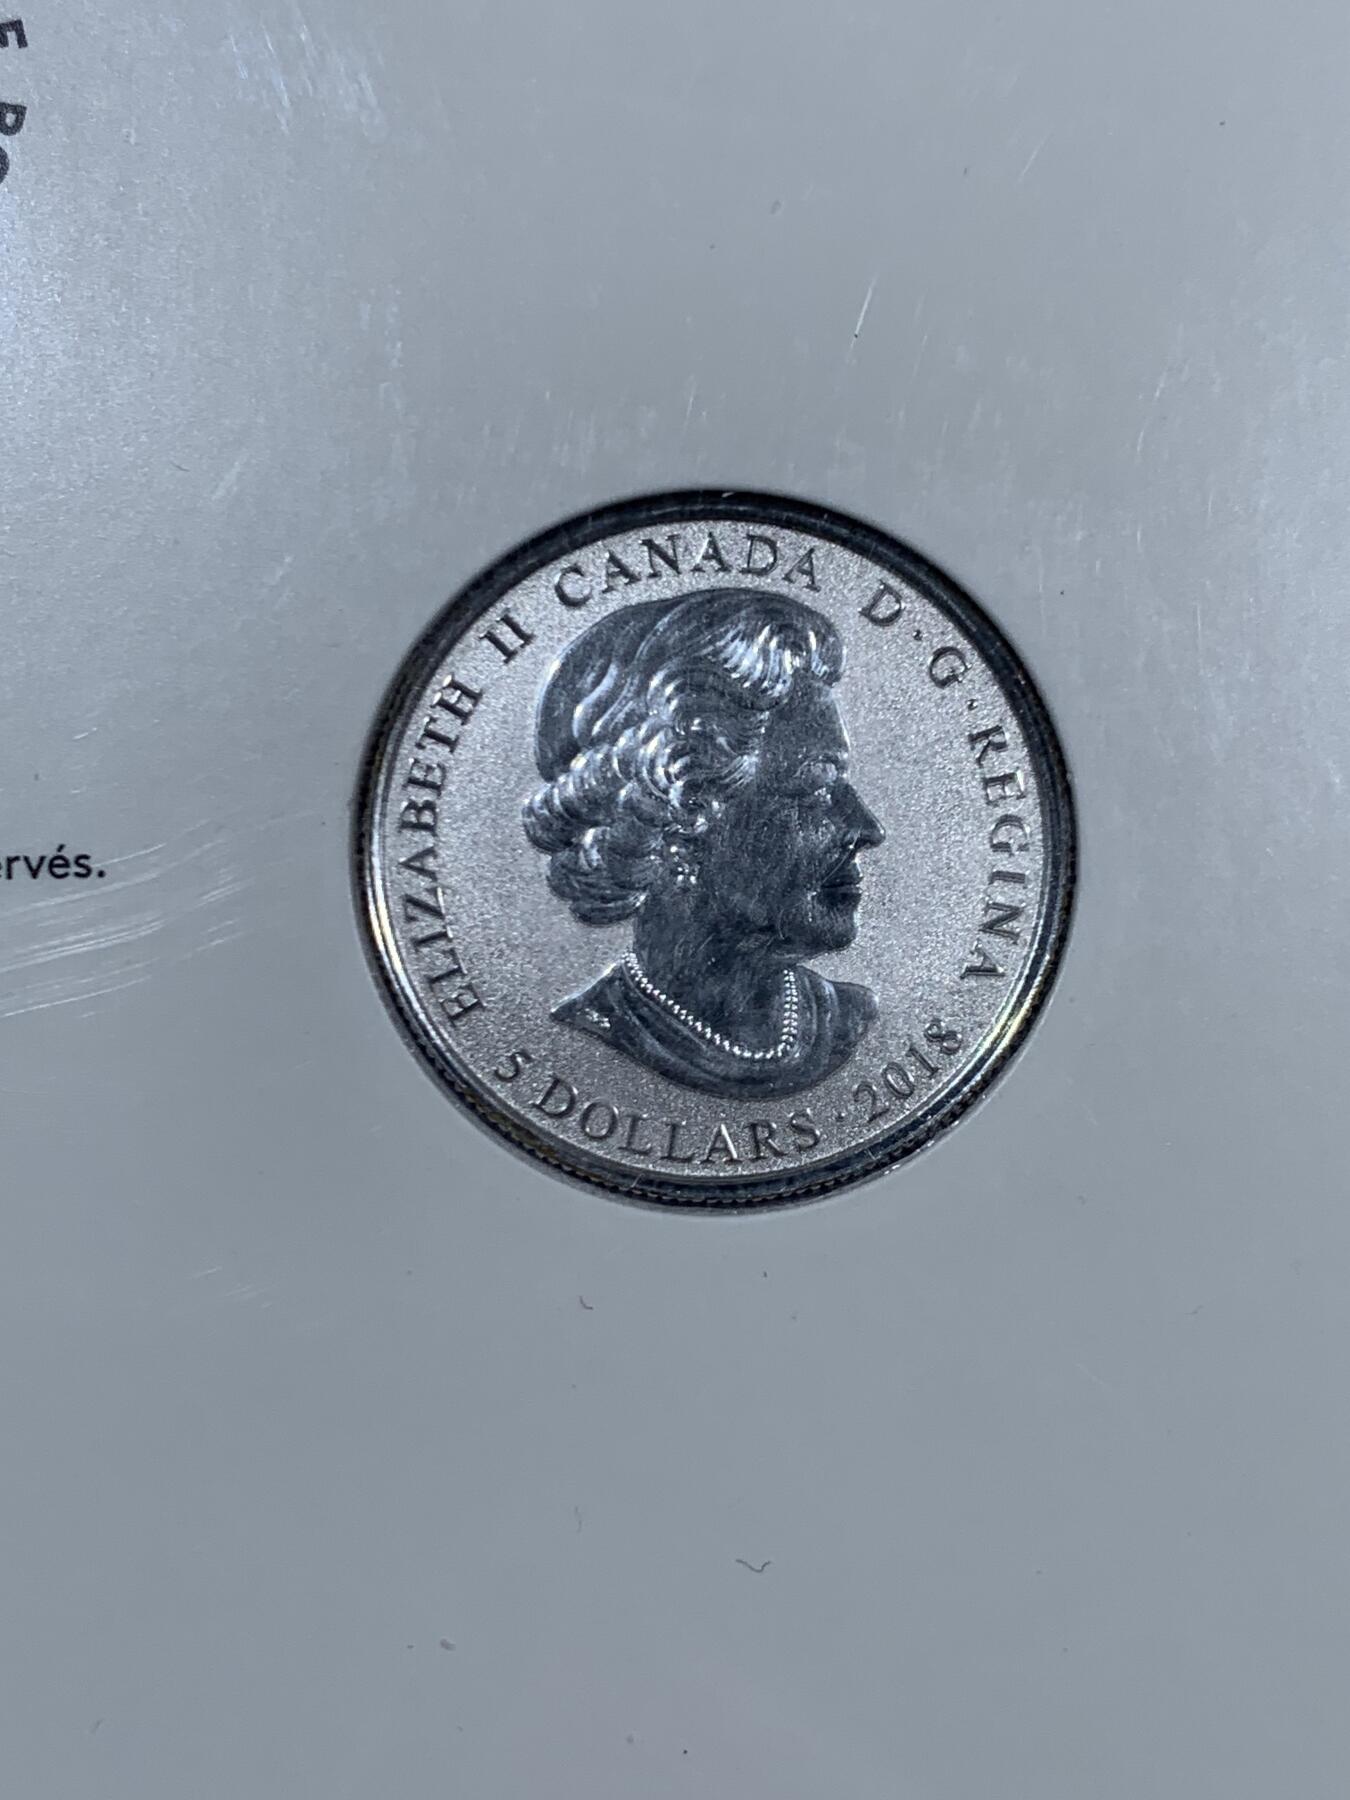 ervés.
ELIZABETH II CANADA D·G·REGINA
5 DOLLARS·2018